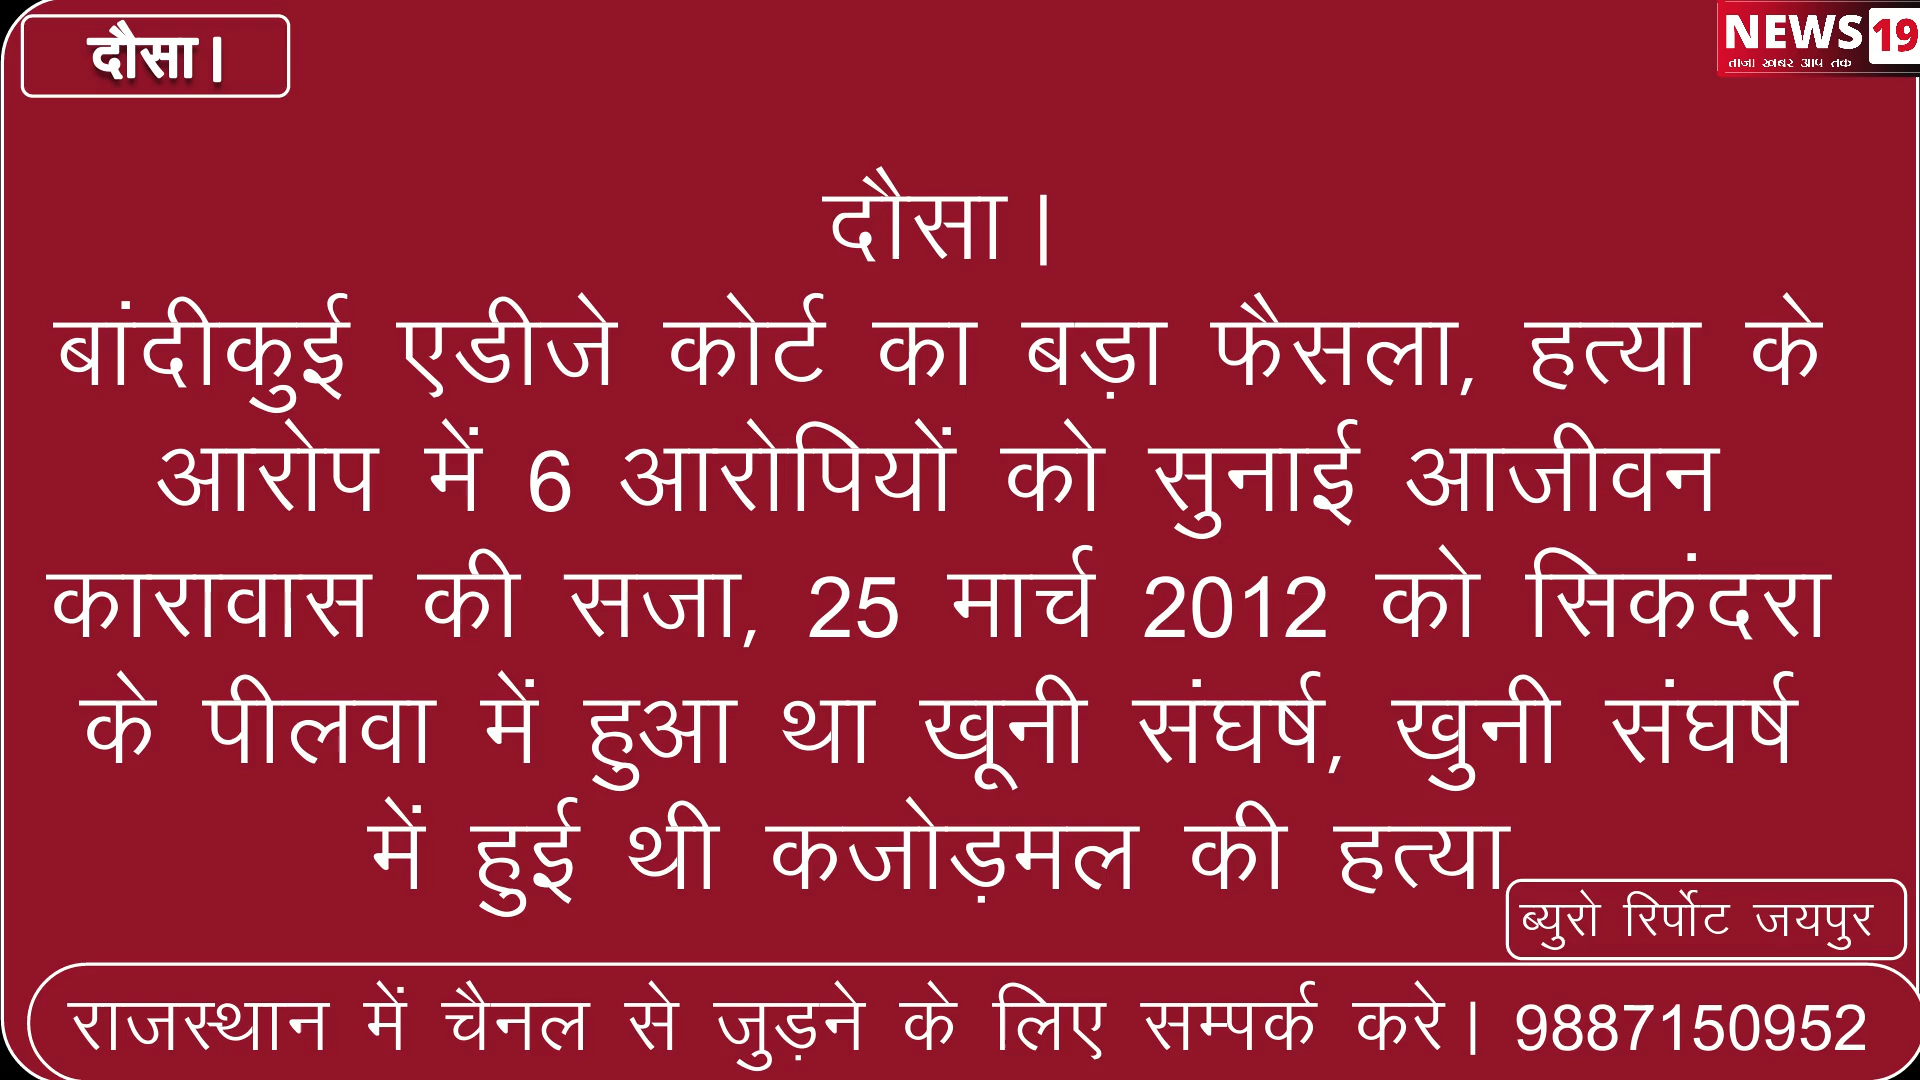 दौसा।
NEWS 19
ताजा खबर आप तक
दौसा।
बांदीकुई एडीजे कोर्ट का बड़ा फैसला, हत्या के
आरोप में 6 आरोपियों को सुनाई आजीवन
कारावास की सजा, 25 मार्च 2012 को सिकंदरा
के पीलवा में हुआ था खूनी संघर्ष, खुनी संघर्ष
में हुई थी कजोड़मल की हत्या
ब्युरो रिर्पोट जयपुर
राजस्थान में चैनल से जुड़ने के लिए सम्पर्क करे। 9887150952